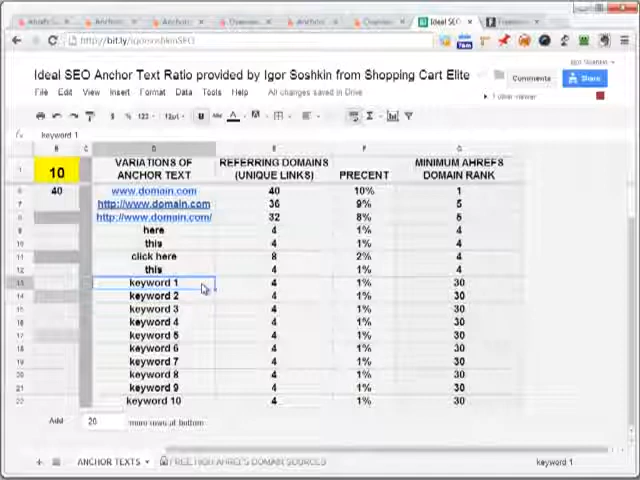 Ideal SEO
http://bit.ly/igorsoshkinSEO
Ideal SEO Anchor Text Ratio provided by Igor Soshkin from Shopping Cart Elite
Comments
Share
File Edit View Insert Format Data Tools Help All changes saved in Drive
1 other viewer
$ % 123
keyword 1
B C D E F G
10 VARIATIONS OF ANCHOR TEXT REFERRING DOMAINS (UNIQUE LINKS) PRECENT MINIMUM AHREFS DOMAIN RANK
40 www.domain.com 40 10% 1
http://www.domain.com 36 9% 5
http://www.domain.com/ 32 8% 5
here 4 1% 4
this 4 1% 4
click here 8 2% 4
this 4 1% 4
keyword 1 4 1% 30
keyword 2 4 1% 30
keyword 3 4 1% 30
keyword 4 4 1% 30
keyword 5 4 1% 30
keyword 6 4 1% 30
keyword 7 4 1% 30
keyword 8 4 1% 30
keyword 9 4 1% 30
keyword 10 4 1% 30
Add 20 more rows at bottom
ANCHOR TEXTS FREE HIGH AHREFS DOMAIN SOURCES keyword 1